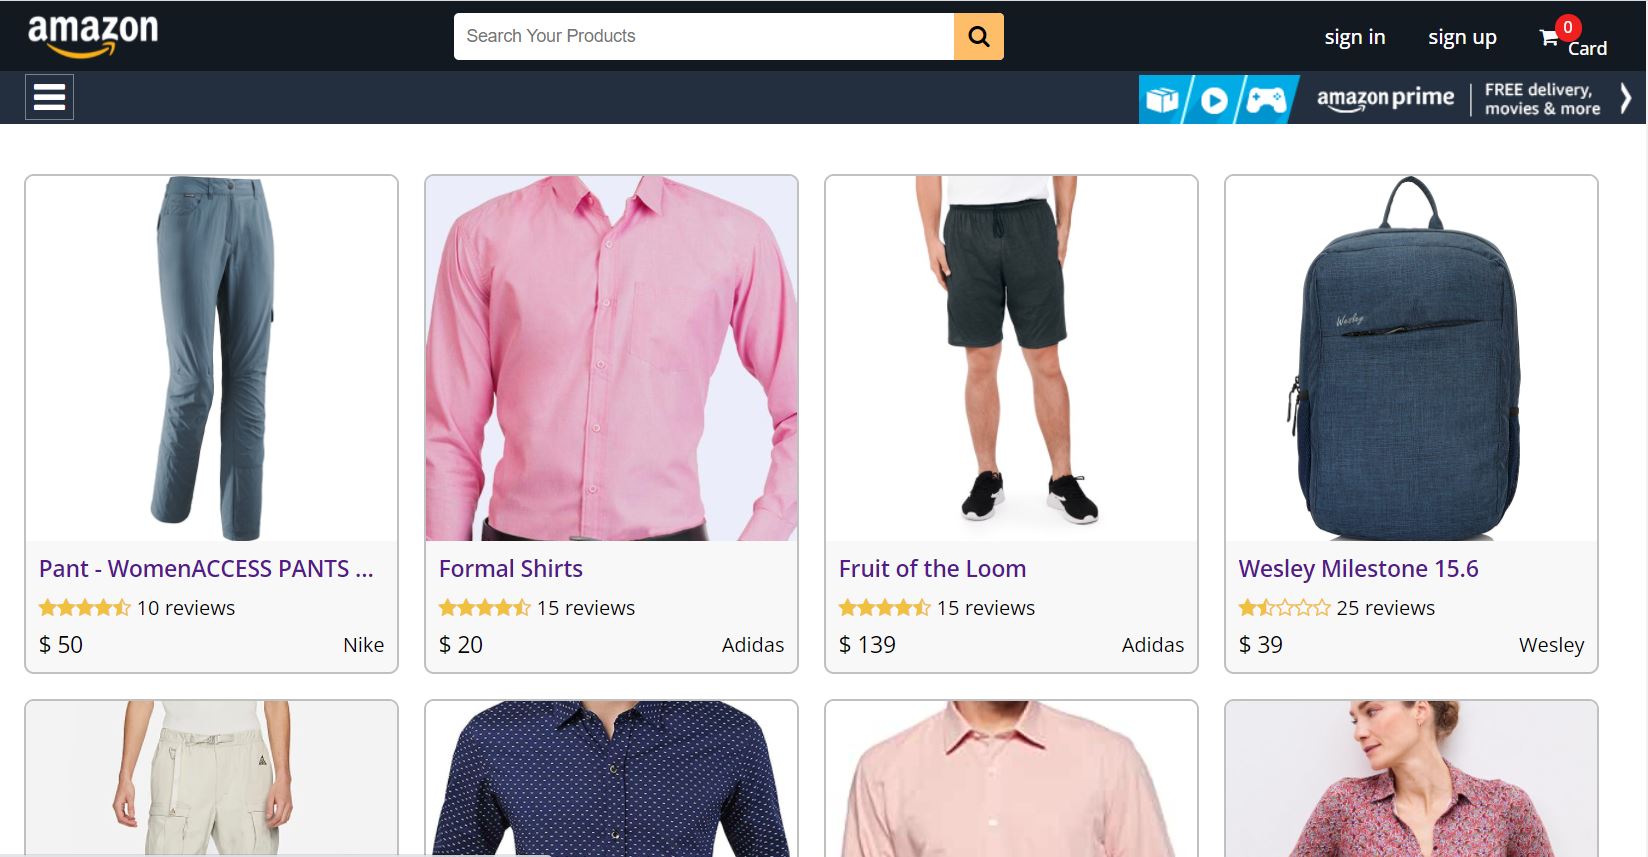 amazon
Search Your Products
sign in
sign up
0
Card
amazon prime
FREE delivery,
movies & more
Wesley
Pant - WomenACCESS PANTS ...
10 reviews
$ 50
Nike
Formal Shirts
15 reviews
$ 20
Adidas
Fruit of the Loom
15 reviews
$ 139
Adidas
Wesley Milestone 15.6
25 reviews
$ 39
Wesley